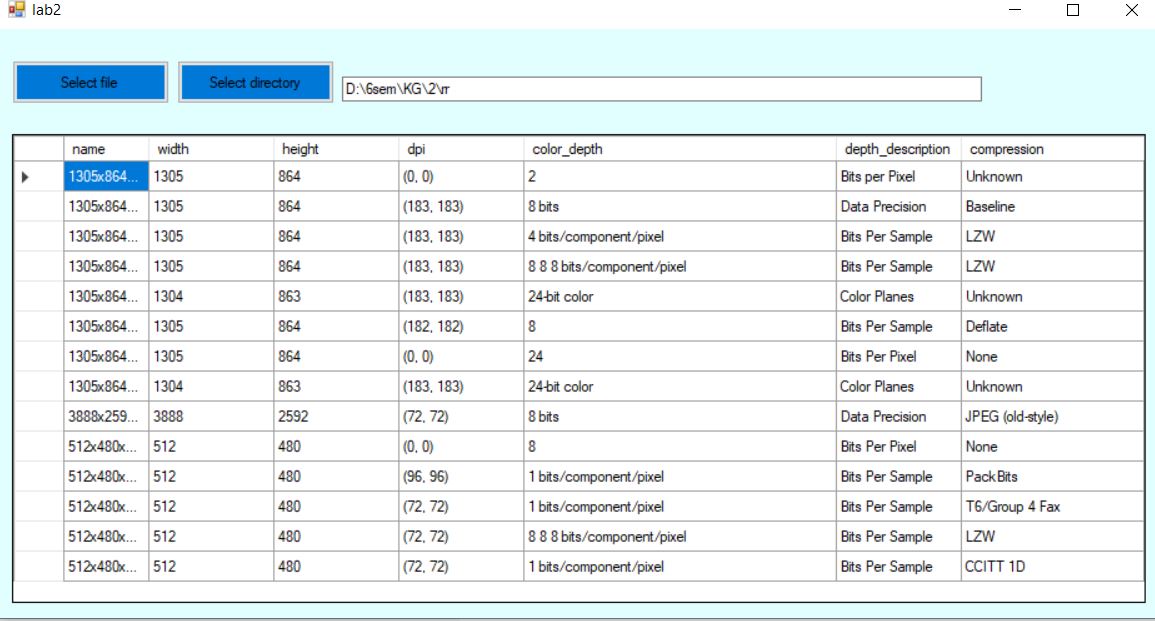 lab2
Select file Select directory D:\6sem\KG\2\rr
name width height dpi color_depth depth_description compression
1305x864... 1305 864 (0, 0) 2 Bits per Pixel Unknown
1305x864... 1305 864 (183, 183) 8 bits Data Precision Baseline
1305x864... 1305 864 (183, 183) 4 bits/component/pixel Bits Per Sample LZW
1305x864... 1305 864 (183, 183) 8 8 8 bits/component/pixel Bits Per Sample LZW
1305x864... 1304 863 (183, 183) 24-bit color Color Planes Unknown
1305x864... 1305 864 (182, 182) 8 Bits Per Sample Deflate
1305x864... 1305 864 (0, 0) 24 Bits Per Pixel None
1305x864... 1304 863 (183, 183) 24-bit color Color Planes Unknown
3888x259... 3888 2592 (72, 72) 8 bits Data Precision JPEG (old-style)
512x480x... 512 480 (0, 0) 8 Bits Per Pixel None
512x480x... 512 480 (96, 96) 1 bits/component/pixel Bits Per Sample PackBits
512x480x... 512 480 (72, 72) 1 bits/component/pixel Bits Per Sample T6/Group 4 Fax
512x480x... 512 480 (72, 72) 8 8 8 bits/component/pixel Bits Per Sample LZW
512x480x... 512 480 (72, 72) 1 bits/component/pixel Bits Per Sample CCITT 1D